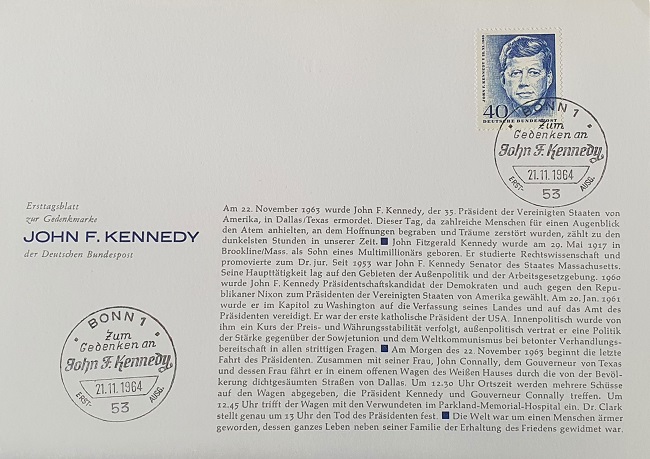 JOHN F. KENNEDY † 22.XI.1963
40
DEUTSCHE BUNDESPOST
BONN 1
Zum
Gedenken an
John F. Kennedy
21.11.1964
ERST- AUSG.
53
Ersttagsblatt
zur Gedenkmarke
JOHN F. KENNEDY
der Deutschen Bundespost
Am 22. November 1963 wurde John F. Kennedy, der 35. Präsident der Vereinigten Staaten von
Amerika, in Dallas/Texas ermordet. Dieser Tag, da zahlreiche Menschen für einen Augenblick
den Atem anhielten, an dem Hoffnungen begraben und Träume zerstört wurden, zählt zu den
dunkelsten Stunden in unserer Zeit. ■ John Fitzgerald Kennedy wurde am 29. Mai 1917 in
Brookline/Mass. als Sohn eines Multimillionärs geboren. Er studierte Rechtswissenschaft und
promovierte zum Dr. jur. Seit 1953 war John F. Kennedy Senator des Staates Massachusetts.
Seine Haupttätigkeit lag auf den Gebieten der Außenpolitik und der Arbeitsgesetzgebung. 1960
wurde John F. Kennedy Präsidentschaftskandidat der Demokraten und auch gegen den Repu-
blikaner Nixon zum Präsidenten der Vereinigten Staaten von Amerika gewählt. Am 20. Jan. 1961
wurde er im Kapitol zu Washington auf die Verfassung seines Landes und auf das Amt des
Präsidenten vereidigt. Er war der erste katholische Präsident der USA. Innenpolitisch wurde von
ihm ein Kurs der Preis- und Währungsstabilität verfolgt, außenpolitisch vertrat er eine Politik
der Stärke gegenüber der Sowjetunion und dem Weltkommunismus bei betonter Verhandlungs-
bereitschaft in allen strittigen Fragen. ■ Am Morgen des 22. November 1963 beginnt die letzte
Fahrt des Präsidenten. Zusammen mit seiner Frau, John Connally, dem Gouverneur von Texas
und dessen Frau fährt er in einem offenen Wagen des Weißen Hauses durch die von der Bevöl-
kerung dichtgesäumten Straßen von Dallas. Um 12.30 Uhr Ortszeit werden mehrere Schüsse
auf den Wagen abgegeben, die Präsident Kennedy und Gouverneur Connally treffen. Um
12.45 Uhr trifft der Wagen mit den Verwundeten im Parkland-Memorial-Hospital ein. Dr. Clark
stellt genau um 13 Uhr den Tod des Präsidenten fest. ■ Die Welt war um einen Menschen ärmer
geworden, dessen ganzes Leben neben seiner Familie der Erhaltung des Friedens gewidmet war.
BONN 1
Zum
Gedenken an
John F. Kennedy
21.11.1964
ERST- AUSG.
53